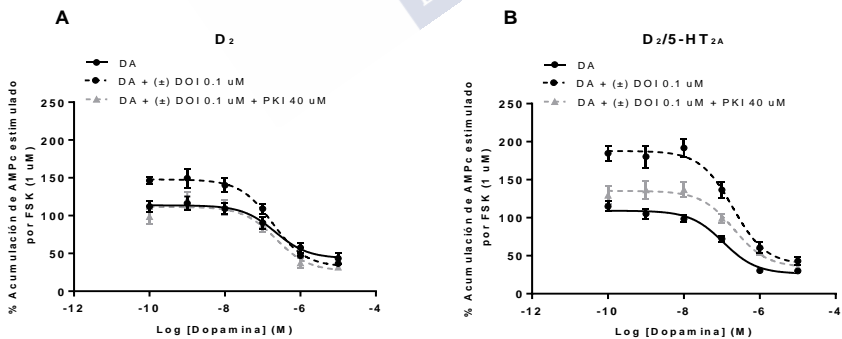 A
D2
DA
DA + (±) DOI 0.1 uM
DA + (±) DOI 0.1 uM + PKI 40 uM
% Acumulación de AMPc estimulado
por FSK (1 uM)
250
200
150
100
50
0
-12
-10
-8
-6
-4
Log [Dopamina] (M)
B
D2/5-HT2A
DA
DA + (±) DOI 0.1 uM
DA + (±) DOI 0.1 uM + PKI 40 uM
% Acumulación de AMPc estimulado
por FSK (1 uM)
250
200
150
100
50
0
-12
-10
-8
-6
-4
Log [Dopamina] (M)